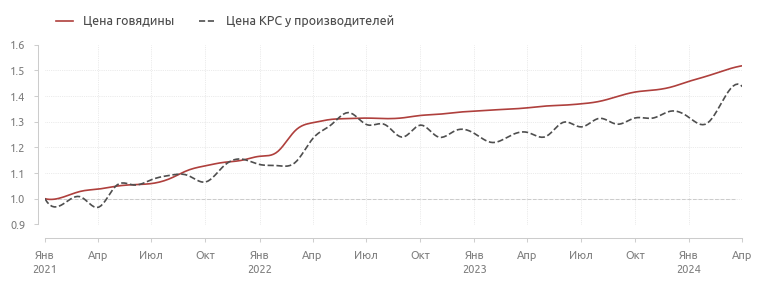 Цена говядины Цена КРС у производителей
1.6
1.5
1.4
1.3
1.2
1.1
1.0
0.9
Янв Апр Июл Окт Янв Апр Июл Окт Янв Апр Июл Окт Янв Апр
2021 2022 2023 2024